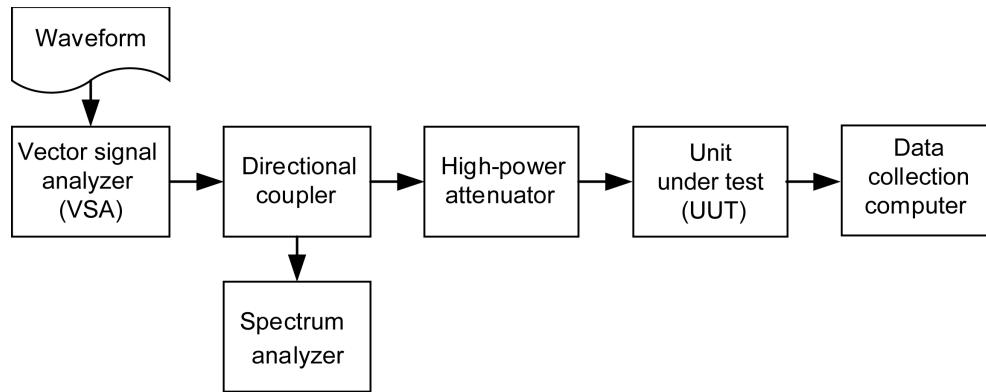 Waveform
Vector signal
analyzer
(VSA)
Directional
coupler
High-power
attenuator
Unit
under test
(UUT)
Data
collection
computer
Spectrum
analyzer